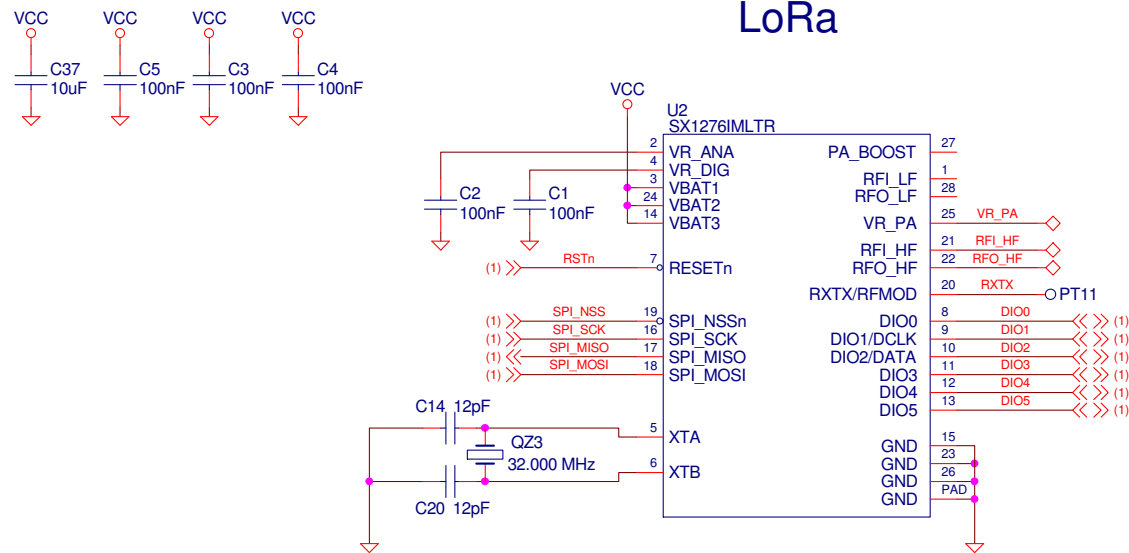 LoRa
VCC VCC VCC VCC
C37 C5 C3 C4
10uF 100nF 100nF 100nF
VCC
U2
SX1276IMLTR
2 VR_ANA
4 VR_DIG
3 VBAT1
24 VBAT2
14 VBAT3
C2 C1
100nF 100nF
(1) RSTn 7 RESETn
(1) SPI_NSS 19 SPI_NSSn
(1) SPI_SCK 16 SPI_SCK
(1) SPI_MISO 17 SPI_MISO
(1) SPI_MOSI 18 SPI_MOSI
C14 12pF
5 XTA
QZ3
32.000 MHz
6 XTB
C20 12pF
PA_BOOST 27
RFI_LF 1
RFO_LF 28
VR_PA 25 VR_PA
RFI_HF 21 RFI_HF
RFO_HF 22 RFO_HF
RXTX/RFMOD 20 RXTX PT11
DIO0 8 DIO0 (1)
DIO1/DCLK 9 DIO1 (1)
DIO2/DATA 10 DIO2 (1)
DIO3 11 DIO3 (1)
DIO4 12 DIO4 (1)
DIO5 13 DIO5 (1)
GND 15
GND 23
GND 26
GND PAD